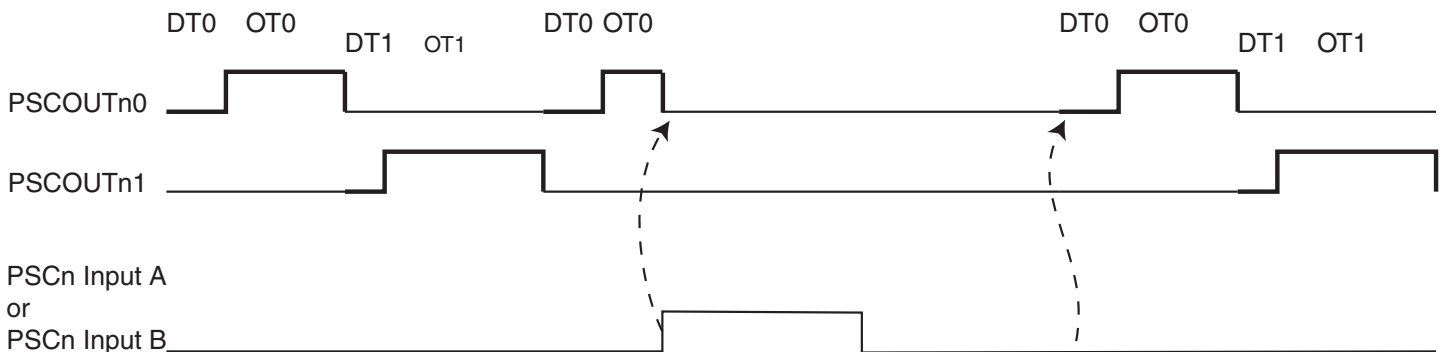 DT0 OT0 DT0 OT0 DT0 OT0
DT1 OT1 DT1 OT1
PSCOUTn0
PSCOUTn1
PSCn Input A
or
PSCn Input B